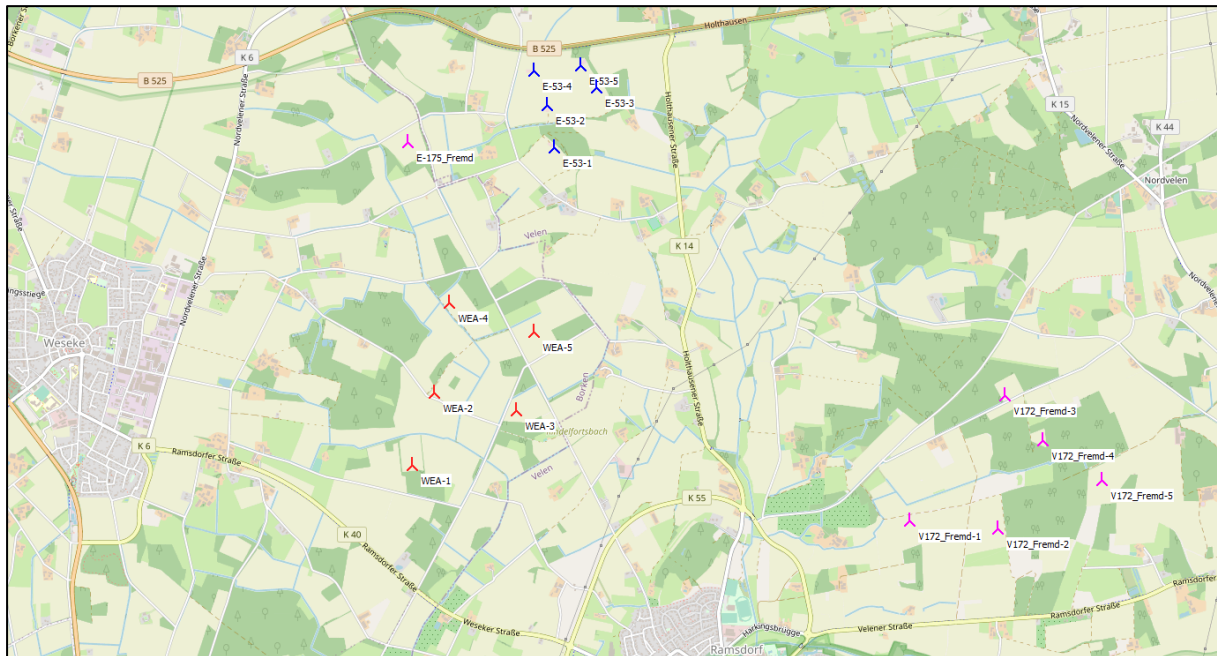 Holthausen
K 6
B 525
B 525
E-53-4
E-53-5
E-53-3
E-53-2
E-53-1
E-175_Fremd
Nordvelener Straße
Holthausener Straße
K 15
K 44
Nordvelener Straße
Nordvelen
Velen
K 14
Nordvelener Straße
Weseke
WEA-4
WEA-5
Borken
Holthausener Straße
WEA-2
WEA-3
V172_Fremd-3
K 6
Ramsdorfer Straße
Velen
V172_Fremd-4
WEA-1
V172_Fremd-5
K 55
K 40
V172_Fremd-1
V172_Fremd-2
Ramsdorfer Straße
Weseker Straße
Ramsdorfer Straße
Velener Straße
Ramsdorf